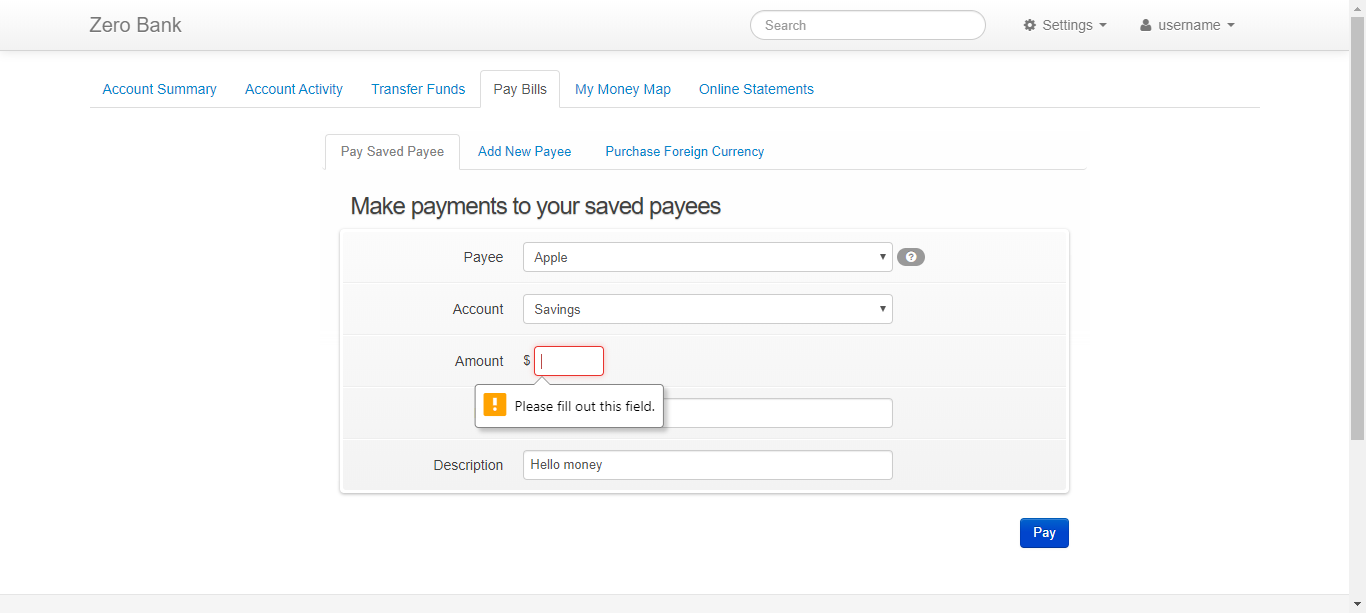 Zero Bank
Search
Settings
username
Account Summary
Account Activity
Transfer Funds
Pay Bills
My Money Map
Online Statements
Pay Saved Payee
Add New Payee
Purchase Foreign Currency
Make payments to your saved payees
Payee
Apple
?
Account
Savings
Amount
$
! Please fill out this field.
Description
Hello money
Pay